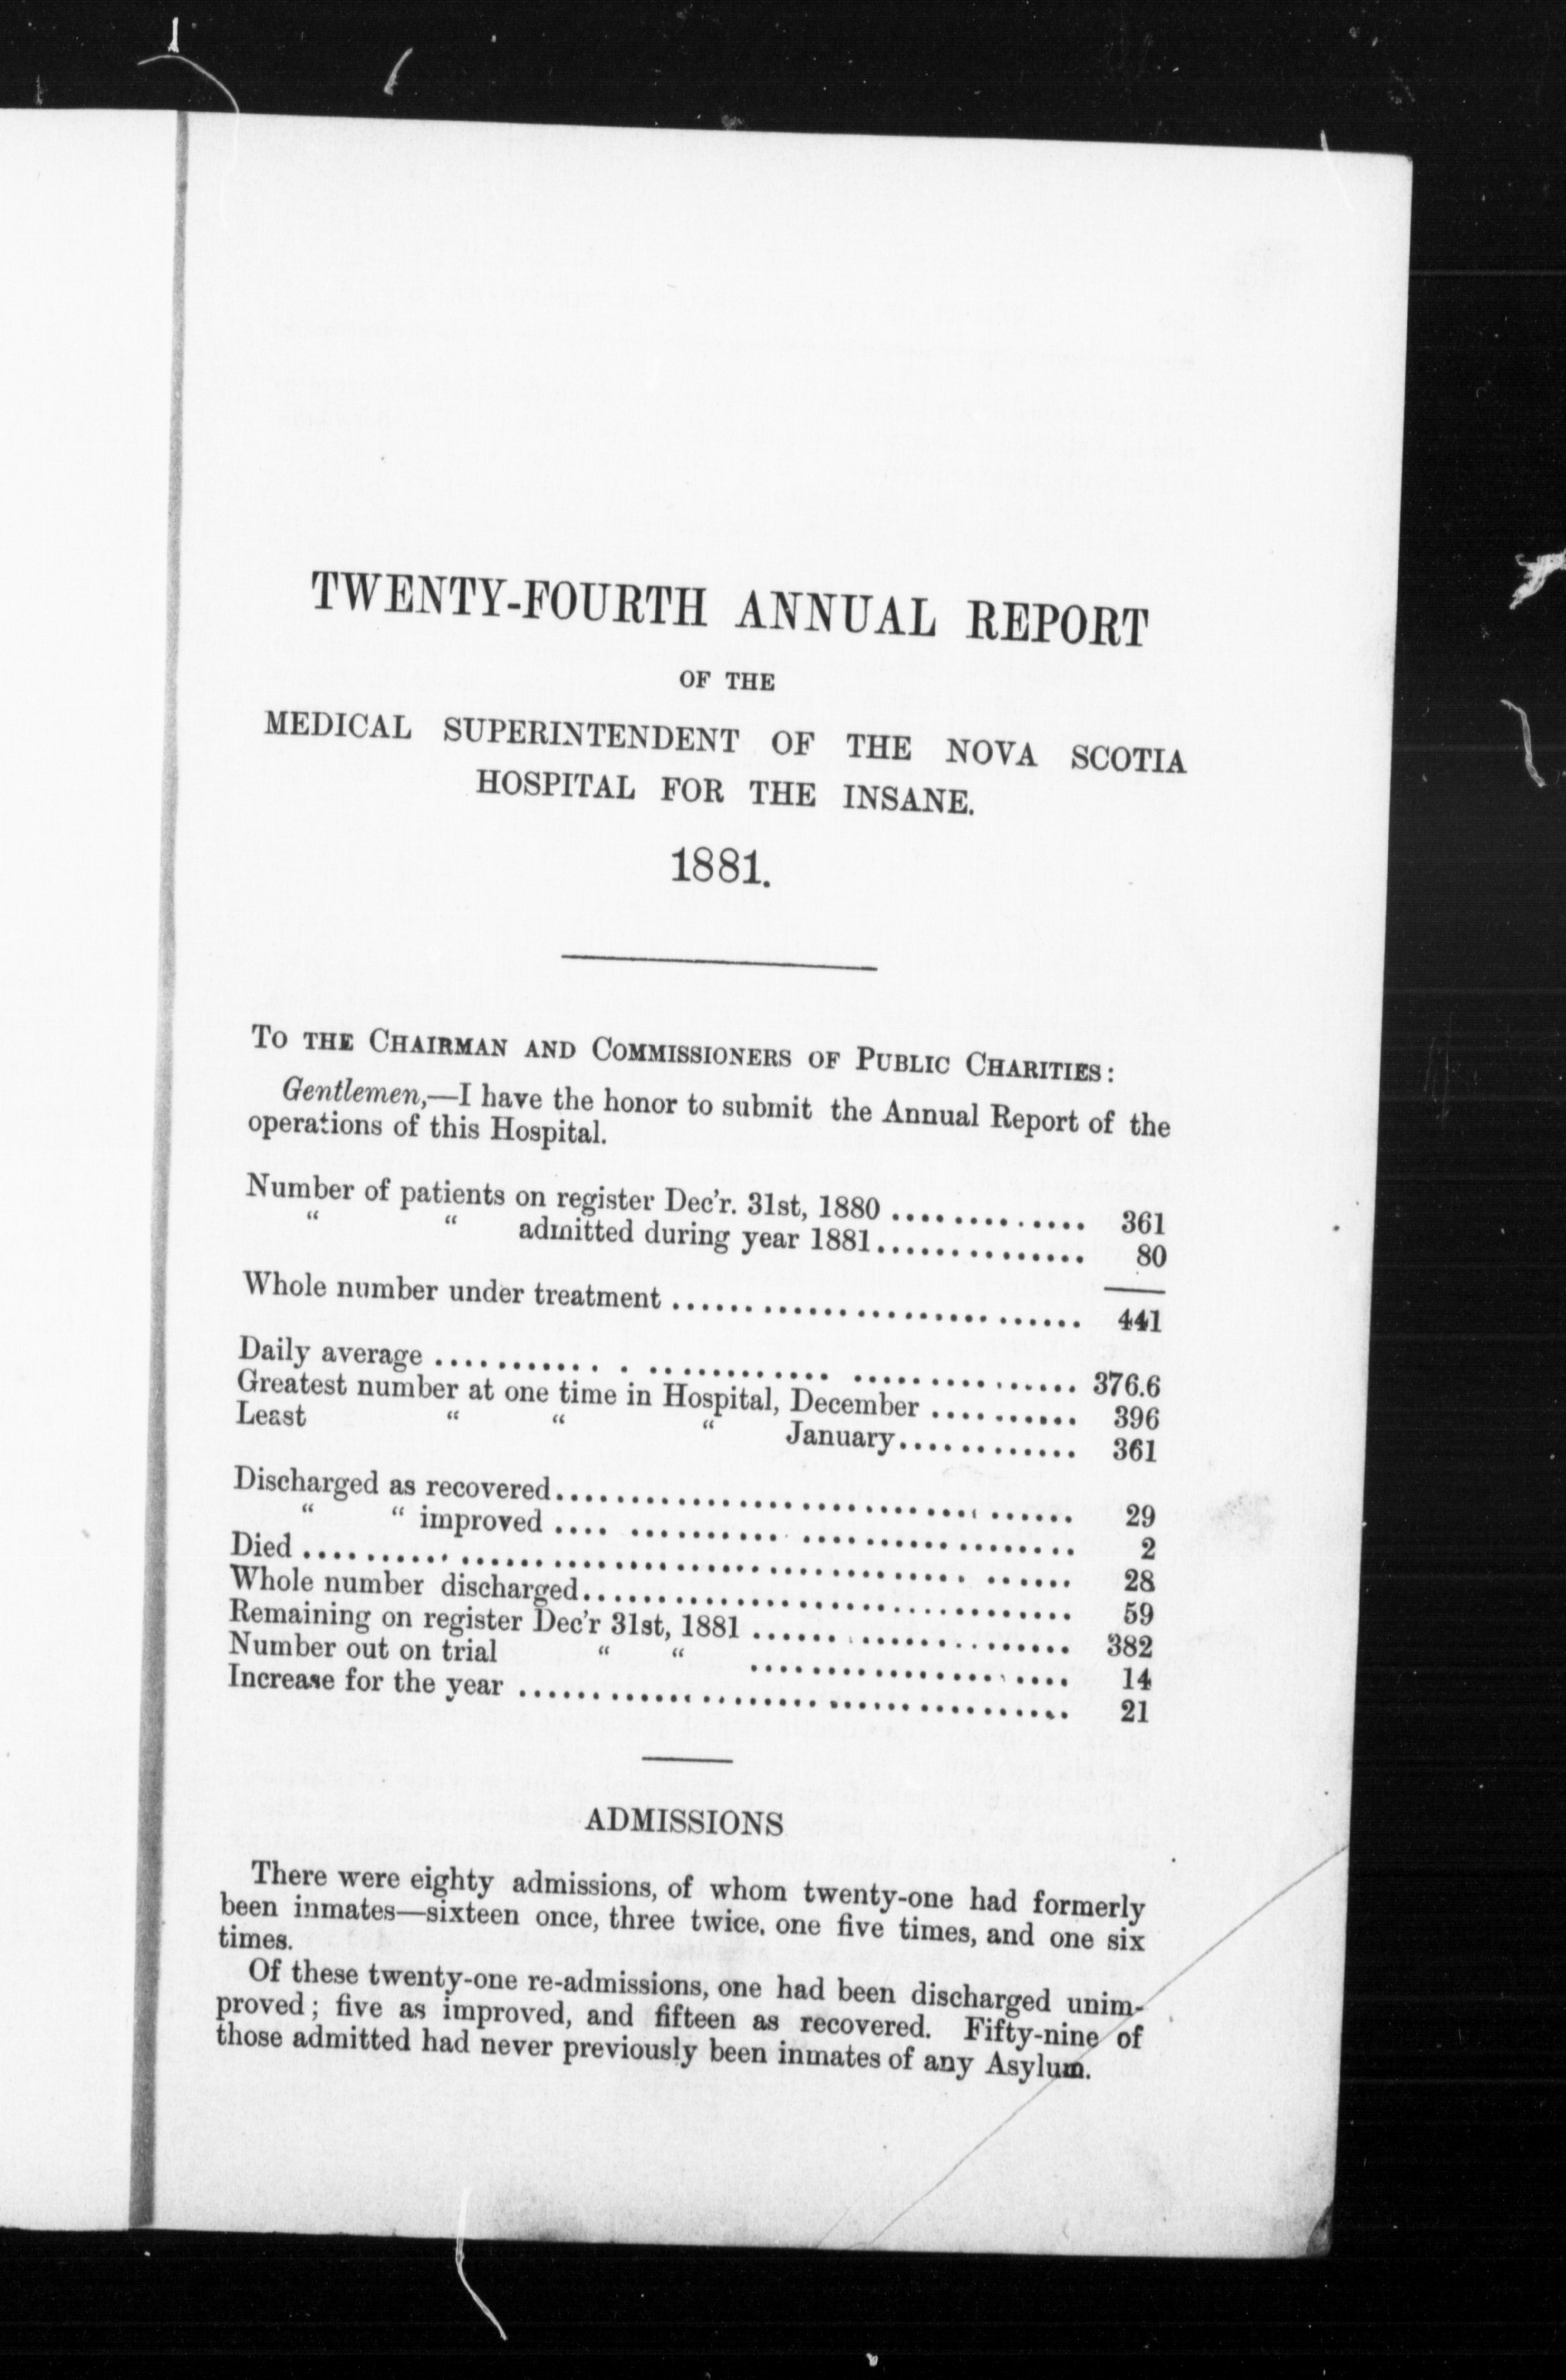 TWENTY-FOURTH ANNUAL REPORT
OF THE
MEDICAL SUPERINTENDENT OF THE NOVA SCOTIA
HOSPITAL FOR THE INSANE.
1881.
TO THE CHAIRMAN AND COMMISSIONERS OF PUBLIC CHARITIES:
Gentlemen,—I have the honor to submit the Annual Report of the
operations of this Hospital.
Number of patients on register Dec'r. 31st, 1880 .............. 361
" " admitted during year 1881............... 80
Whole number under treatment ........................... 441
Daily average ........... . ............ .............. 376.6
Greatest number at one time in Hospital, December .......... 396
Least " " " January............ 361
Discharged as recovered.................................. 29
" " improved .... .......... .................. 2
Died .................................................. 28
Whole number discharged................................ 59
Remaining on register Dec'r 31st, 1881 ..................... 382
Number out on trial " " ..................... 14
Increase for the year .................................... 21
ADMISSIONS
There were eighty admissions, of whom twenty-one had formerly
been inmates—sixteen once, three twice, one five times, and one six
times.
Of these twenty-one re-admissions, one had been discharged unim-
proved; five as improved, and fifteen as recovered. Fifty-nine of
those admitted had never previously been inmates of any Asylum.